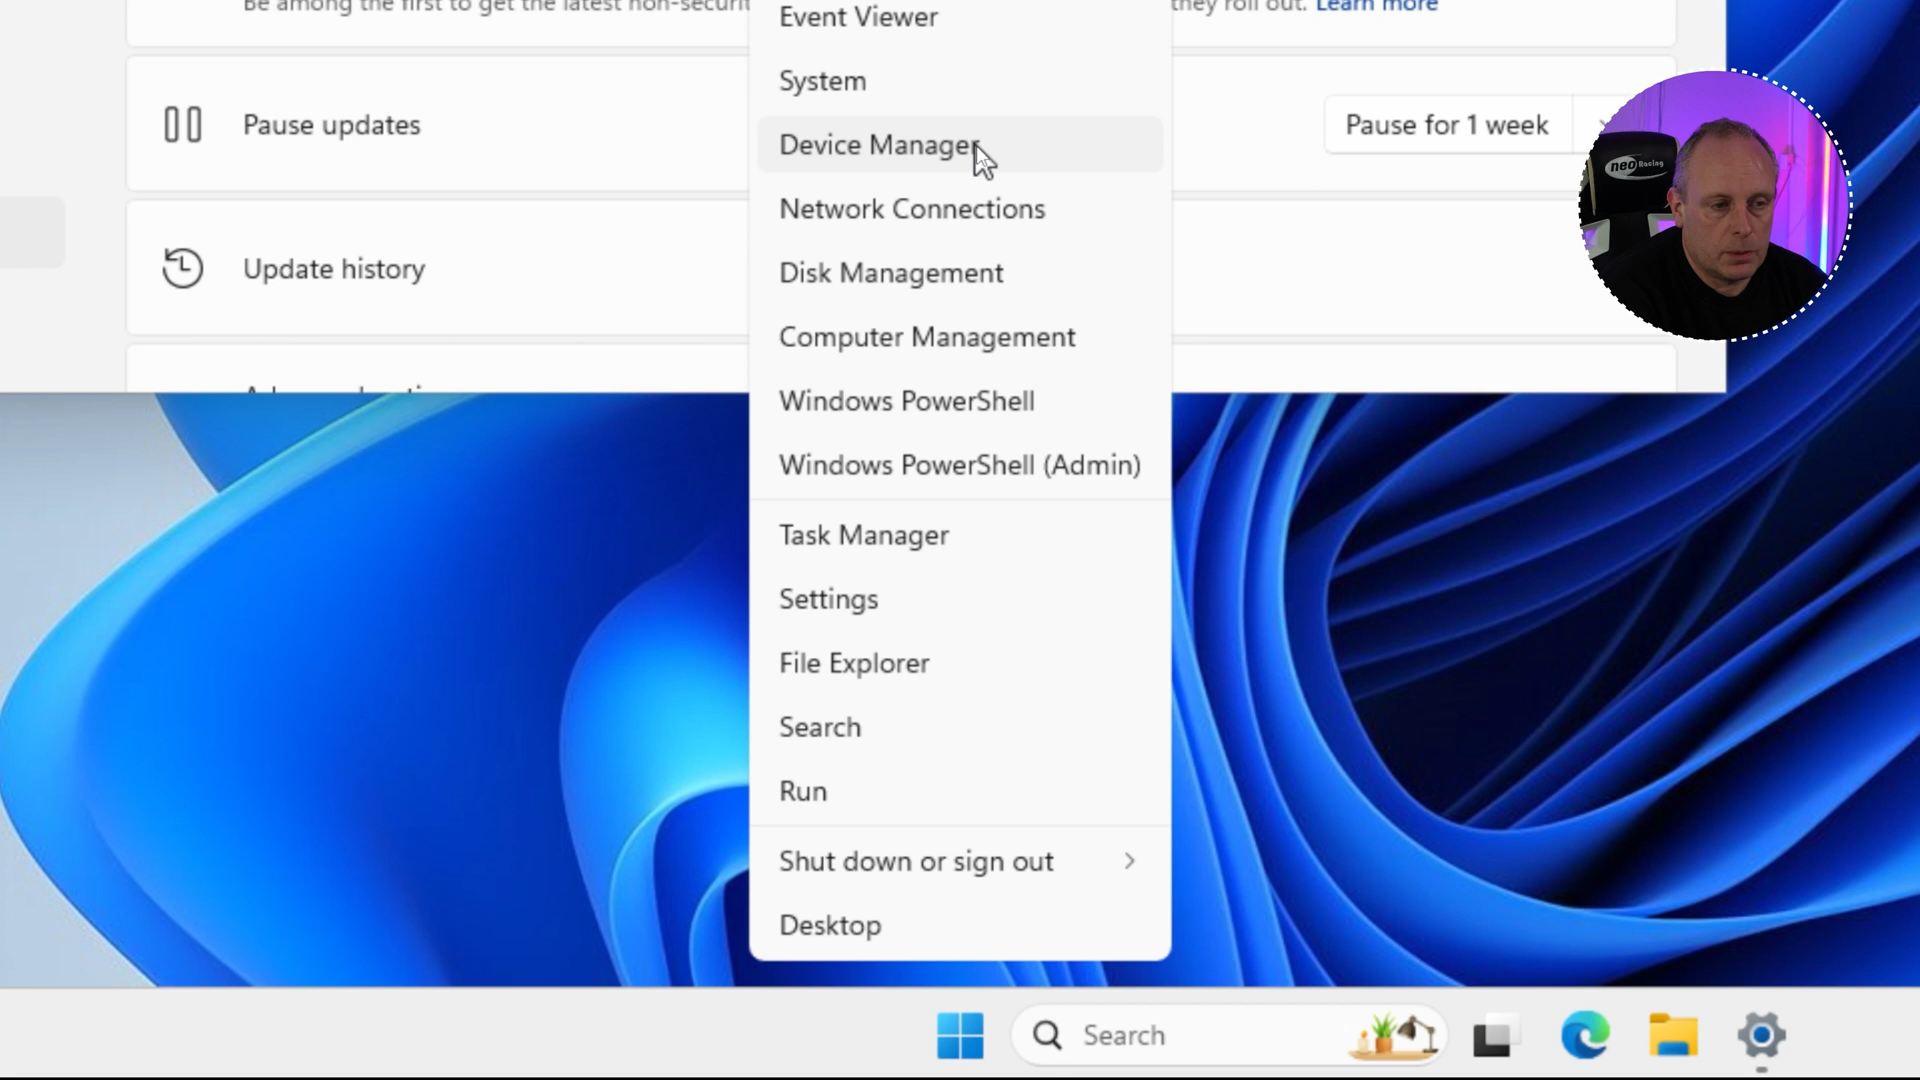 Be among the first to get the latest non-securit
they roll out. Learn more
Event Viewer
System
Pause updates
Device Manager
Pause for 1 week
neo Racing
Network Connections
Update history
Disk Management
Computer Management
Windows PowerShell
Windows PowerShell (Admin)
Task Manager
Settings
File Explorer
Search
Run
Shut down or sign out
Desktop
Search